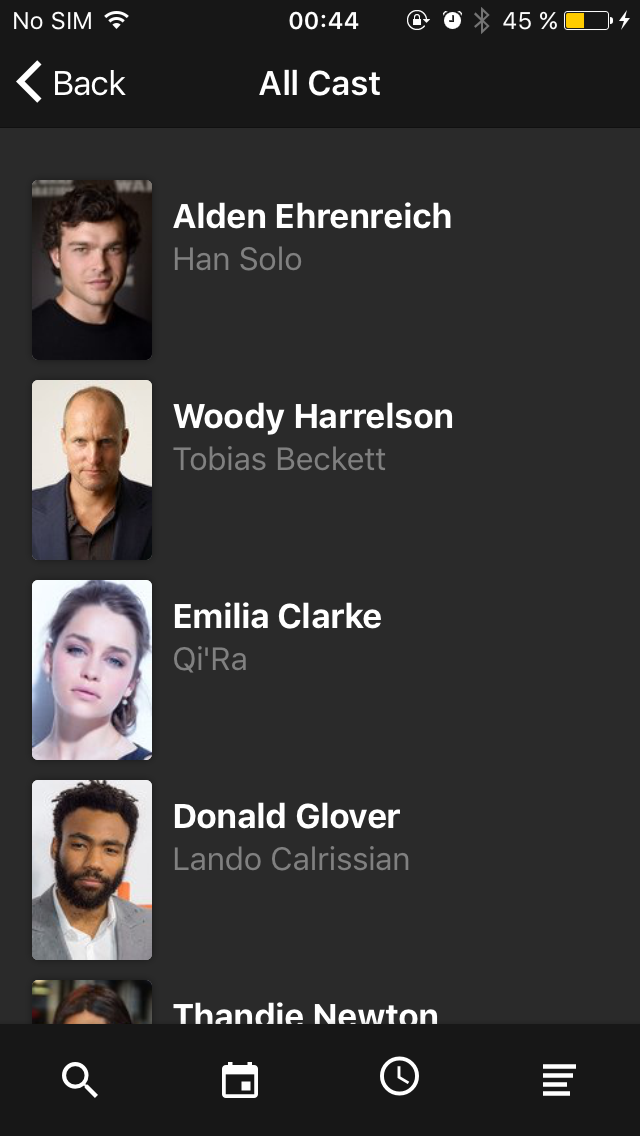 No SIM 00:44 45 %
Back All Cast
Alden Ehrenreich
Han Solo
Woody Harrelson
Tobias Beckett
Emilia Clarke
Qi'Ra
Donald Glover
Lando Calrissian
Thandie Newton